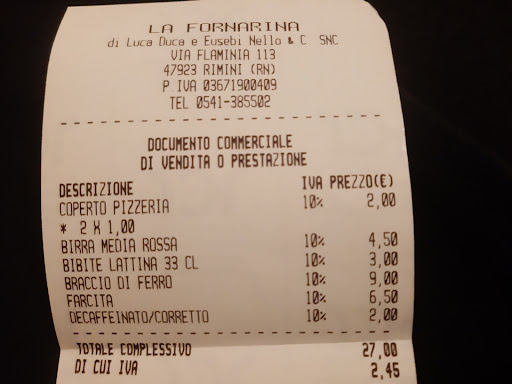 LA FORNARINA
di Luca Duca e Eusebi Nello & C SNC
VIA FLAMINIA 113
47923 RIMINI (RN)
P IVA 03671900409
TEL 0541-385502
DOCUMENTO COMMERCIALE
DI VENDITA O PRESTAZIONE
DESCRIZIONE IVA PREZZO(€)
COPERTO PIZZERIA 10% 2,00
* 2 X 1,00
BIRRA MEDIA ROSSA 10% 4,50
BIBITE LATTINA 33 CL 10% 3,00
BRACCIO DI FERRO 10% 9,00
FARCITA 10% 6,50
DECAFFEINATO/CORRETTO 10% 2,00
TOTALE COMPLESSIVO 27,00
DI CUI IVA 2,45